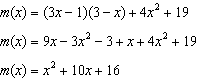 m(x) = (3x − 1)(3 − x) + 4x² + 19
m(x) = 9x − 3x² − 3 + x + 4x² + 19
m(x) = x² + 10x + 16